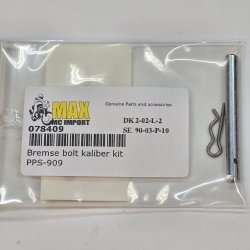 Genuine Parts and accessories
MAX
MC IMPORT
DK 2-02-L-2
078409
SE 90-03-P-10
Bremse bolt kaliber kit
PPS-909